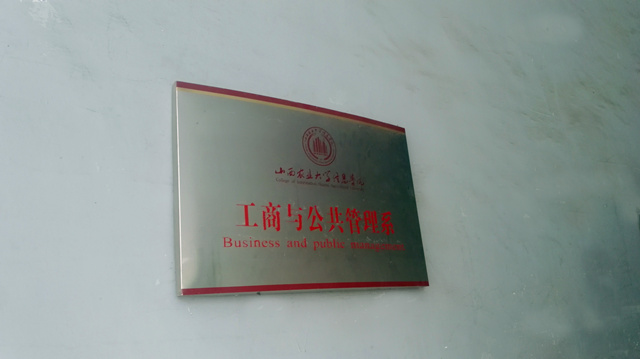 山西农业大学信息学院
工商与公共管理系
Business and public management